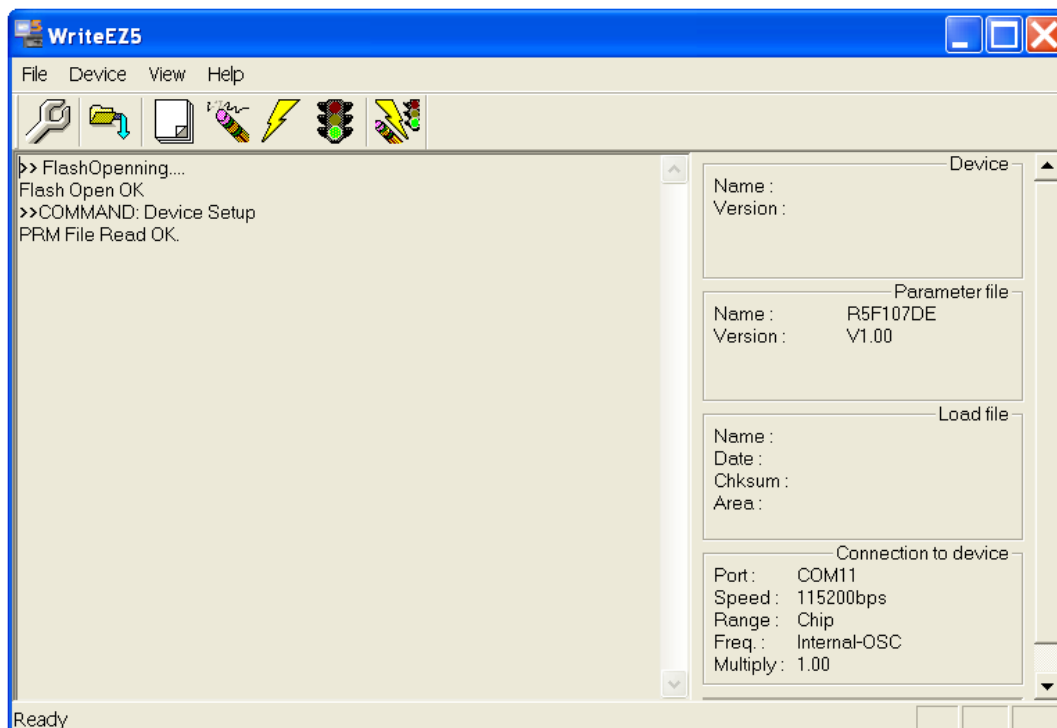 WriteEZ5
File Device View Help
>> FlashOpenning....
Flash Open OK
>>COMMAND: Device Setup
PRM File Read OK.
Device
Name :
Version :
Parameter file
Name : R5F107DE
Version : V1.00
Load file
Name :
Date :
Chksum :
Area :
Connection to device
Port : COM11
Speed : 115200bps
Range : Chip
Freq. : Internal-OSC
Multiply : 1.00
Ready